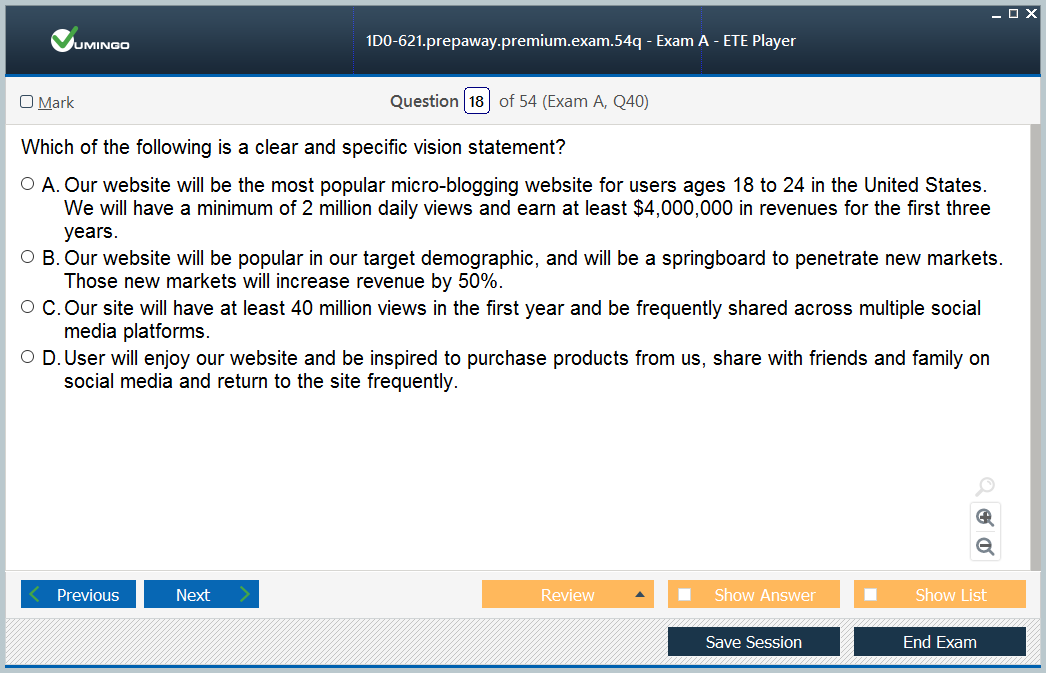 VUMINGO
1D0-621.prepaway.premium.exam.54q - Exam A - ETE Player
Mark
Question 18 of 54 (Exam A, Q40)
Which of the following is a clear and specific vision statement?
A. Our website will be the most popular micro-blogging website for users ages 18 to 24 in the United States.
We will have a minimum of 2 million daily views and earn at least $4,000,000 in revenues for the first three
years.
B. Our website will be popular in our target demographic, and will be a springboard to penetrate new markets.
Those new markets will increase revenue by 50%.
C. Our site will have at least 40 million views in the first year and be frequently shared across multiple social
media platforms.
D. User will enjoy our website and be inspired to purchase products from us, share with friends and family on
social media and return to the site frequently.
Previous Next Review Show Answer Show List
Save Session End Exam